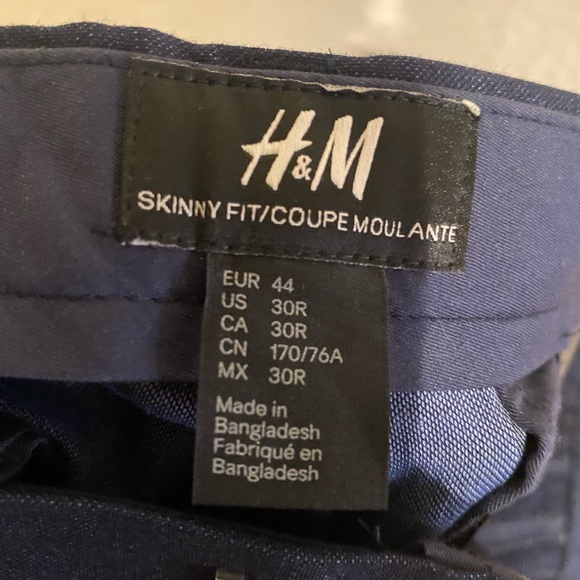 H&M
SKINNY FIT/COUPE MOULANTE
EUR 44
US 30R
CA 30R
CN 170/76A
MX 30R
Made in
Bangladesh
Fabriqué en
Bangladesh